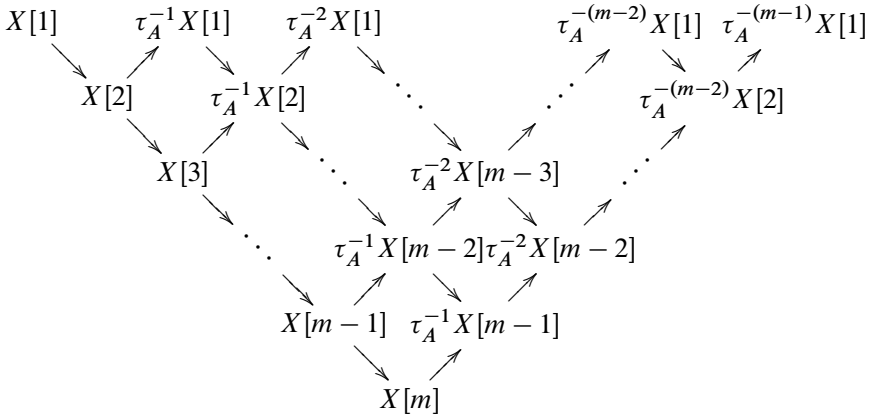 X[1] τ_A^{-1}X[1] τ_A^{-2}X[1] τ_A^{-(m-2)}X[1] τ_A^{-(m-1)}X[1]
X[2] τ_A^{-1}X[2] τ_A^{-(m-2)}X[2]
X[3] τ_A^{-2}X[m − 3]
τ_A^{-1}X[m − 2] τ_A^{-2}X[m − 2]
X[m − 1] τ_A^{-1}X[m − 1]
X[m]